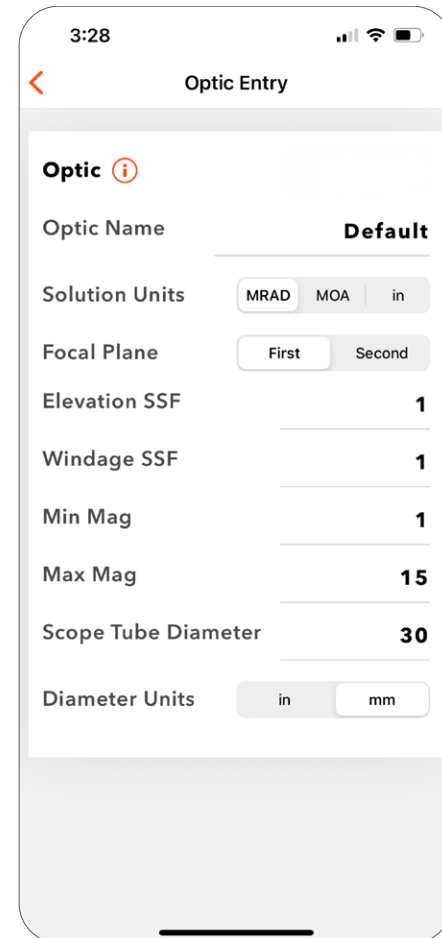 3:28
Optic Entry
Optic i
Optic Name Default
Solution Units MRAD MOA in
Focal Plane First Second
Elevation SSF 1
Windage SSF 1
Min Mag 1
Max Mag 15
Scope Tube Diameter 30
Diameter Units in mm